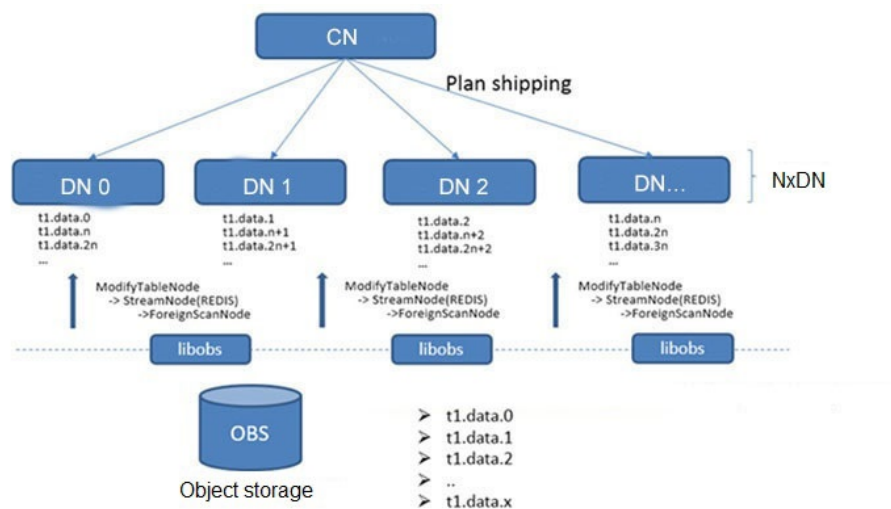 CN
Plan shipping
DN 0
DN 1
DN 2
DN...
NxDN
t1.data.0
t1.data.n
t1.data.2n
...
t1.data.1
t1.data.n+1
t1.data.2n+1
...
t1.data.2
t1.data.n+2
t1.data.2n+2
...
t1.data.n
t1.data.2n
t1.data.3n
...
ModifyTableNode
-> StreamNode(REDIS)
->ForeignScanNode
ModifyTableNode
-> StreamNode(REDIS)
->ForeignScanNode
ModifyTableNode
-> StreamNode(REDIS)
->ForeignScanNode
libobs
libobs
libobs
OBS
Object storage
➢ t1.data.0
➢ t1.data.1
➢ t1.data.2
➢ ..
➢ t1.data.x